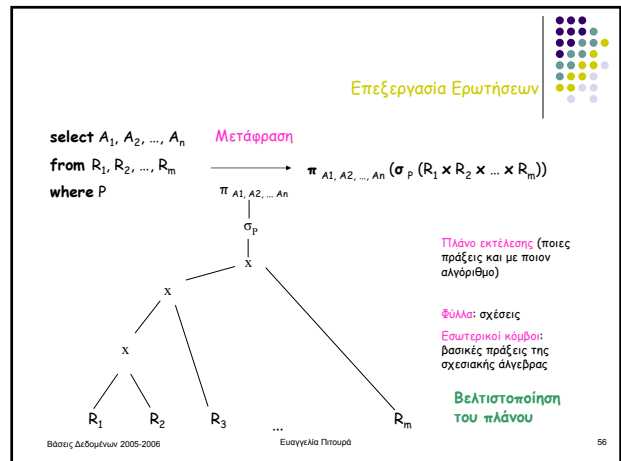 Επεξεργασία Ερωτήσεων
select A1, A2, ..., An
from R1, R2, ..., Rm
where P
Μετάφραση
π A1, A2, ..., An (σ P (R1 x R2 x ... x Rm))
π A1, A2, ... An
σP
x
x
x
R1 R2 R3 ... Rm
Πλάνο εκτέλεσης (ποιες
πράξεις και με ποιον
αλγόριθμο)
Φύλλα: σχέσεις
Εσωτερικοί κόμβοι:
βασικές πράξεις της
σχεσιακής άλγεβρας
Βελτιστοποίηση
του πλάνου
Βάσεις Δεδομένων 2005-2006
Ευαγγελία Πιτουρά
56